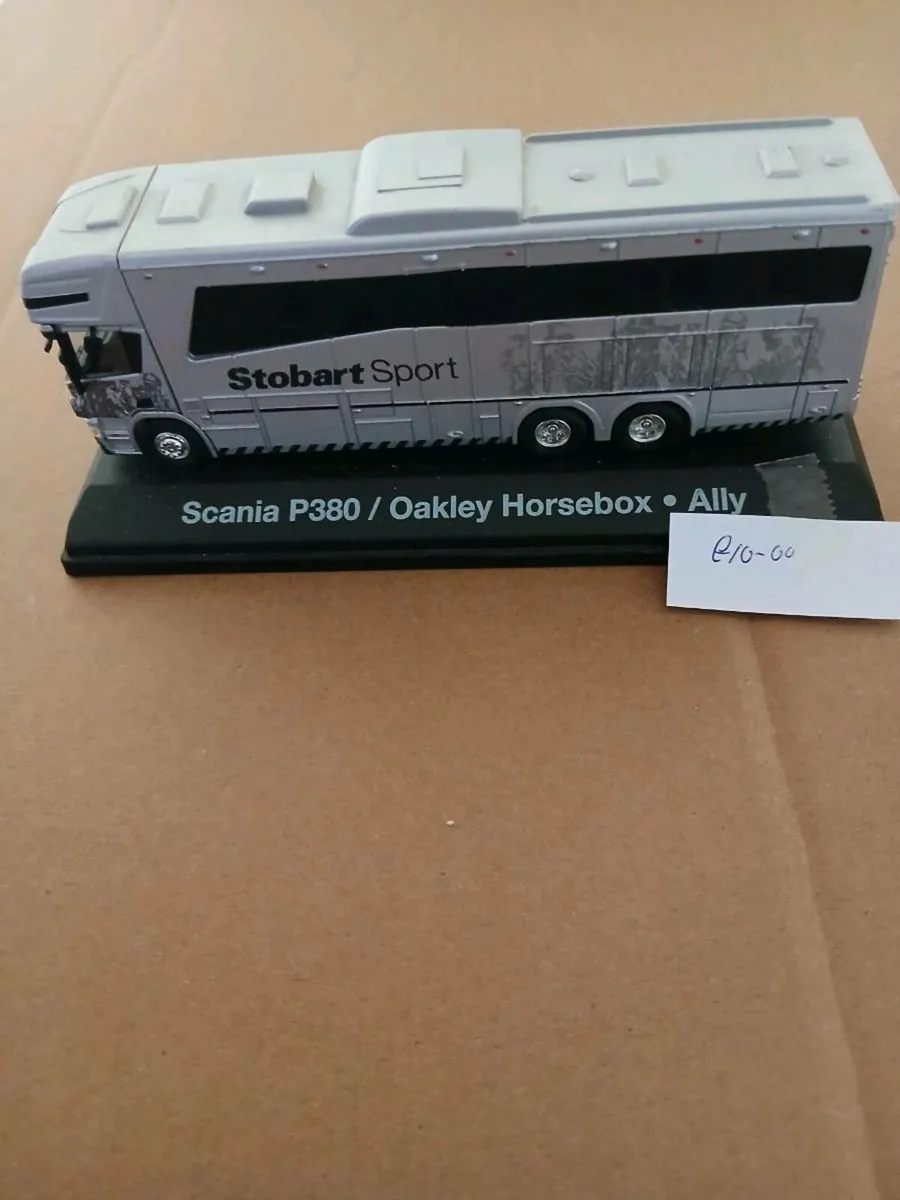 Stobart Sport
Scania P380 / Oakley Horsebox • Ally
£10-00